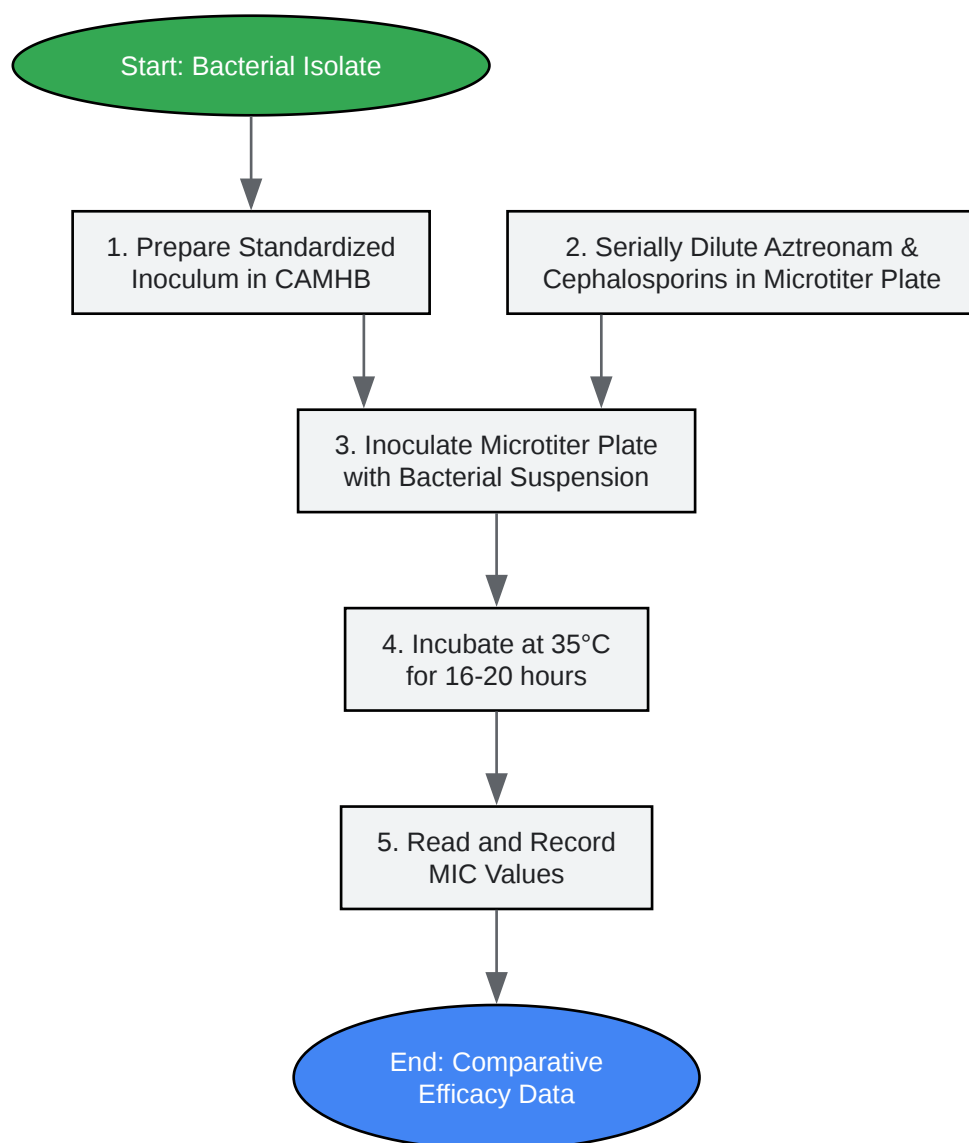 Start: Bacterial Isolate
1. Prepare Standardized
Inoculum in CAMHB
2. Serially Dilute Aztreonam &
Cephalosporins in Microtiter Plate
3. Inoculate Microtiter Plate
with Bacterial Suspension
4. Incubate at 35°C
for 16-20 hours
5. Read and Record
MIC Values
End: Comparative
Efficacy Data